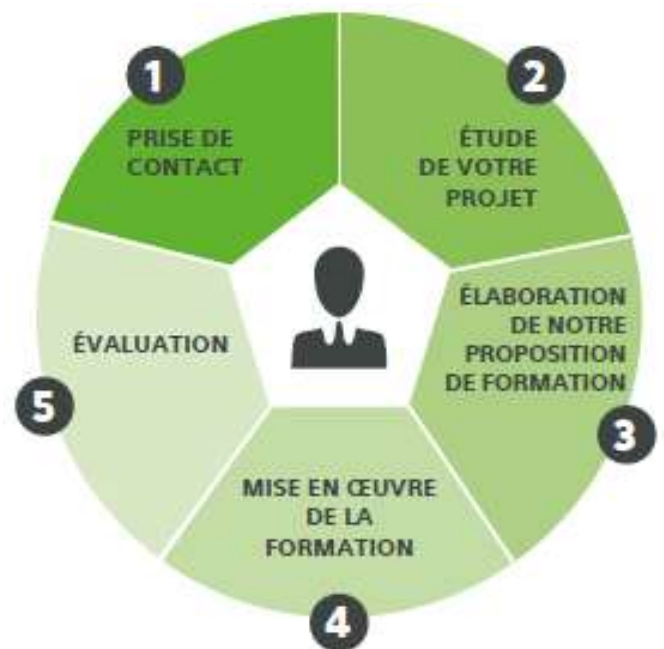 1
PRISE DE
CONTACT
2
ÉTUDE
DE VOTRE
PROJET
3
ÉLABORATION
DE NOTRE
PROPOSITION
DE FORMATION
4
MISE EN ŒUVRE
DE LA
FORMATION
5
ÉVALUATION